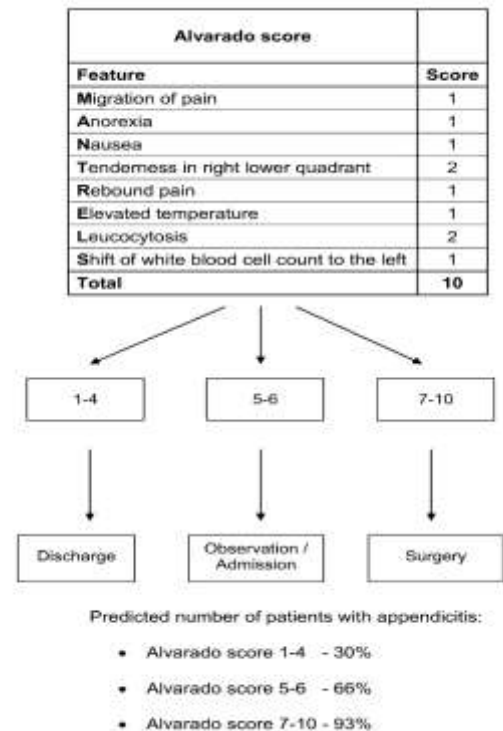 Alvarado score
Feature Score
Migration of pain 1
Anorexia 1
Nausea 1
Tenderness in right lower quadrant 2
Rebound pain 1
Elevated temperature 1
Leucocytosis 2
Shift of white blood cell count to the left 1
Total 10
1-4 5-6 7-10
Discharge Observation / Admission Surgery
Predicted number of patients with appendicitis:
• Alvarado score 1-4 - 30%
• Alvarado score 5-6 - 66%
• Alvarado score 7-10 - 93%